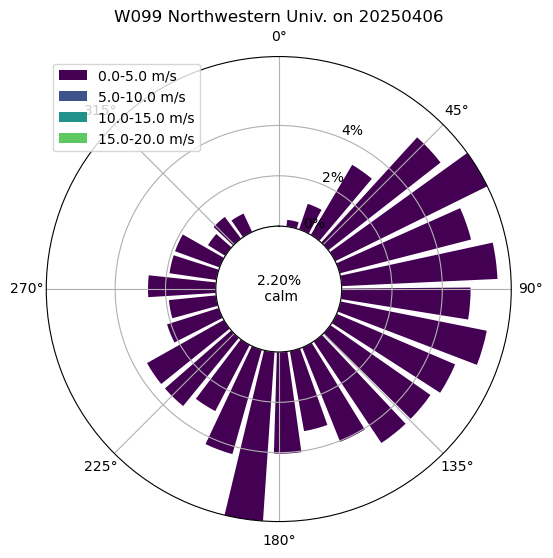 W099 Northwestern Univ. on 20250406
0°
0.0-5.0 m/s
5.0-10.0 m/s
10.0-15.0 m/s
15.0-20.0 m/s
315°
45°
4%
2%
0%
270°
2.20%
calm
90°
225°
135°
180°